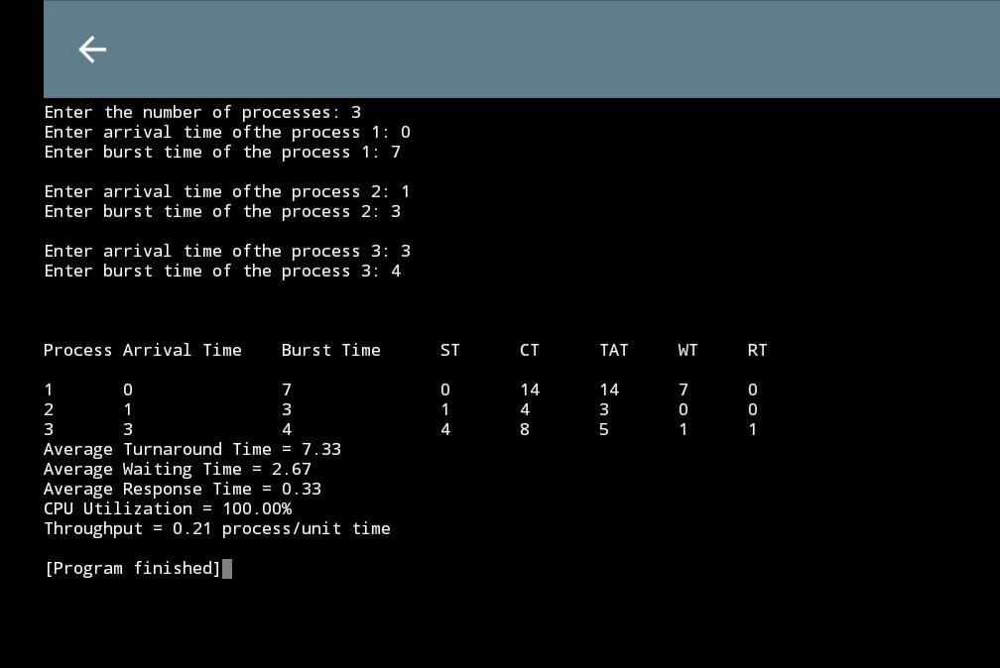 Enter the number of processes: 3
Enter arrival time ofthe process 1: 0
Enter burst time of the process 1: 7
Enter arrival time ofthe process 2: 1
Enter burst time of the process 2: 3
Enter arrival time ofthe process 3: 3
Enter burst time of the process 3: 4
Process Arrival Time    Burst Time      ST      CT      TAT     WT     RT
1       0               7               0       14      14      7      0
2       1               3               1       4       3       0      0
3       3               4               4       8       5       1      1
Average Turnaround Time = 7.33
Average Waiting Time = 2.67
Average Response Time = 0.33
CPU Utilization = 100.00%
Throughput = 0.21 process/unit time
[Program finished]